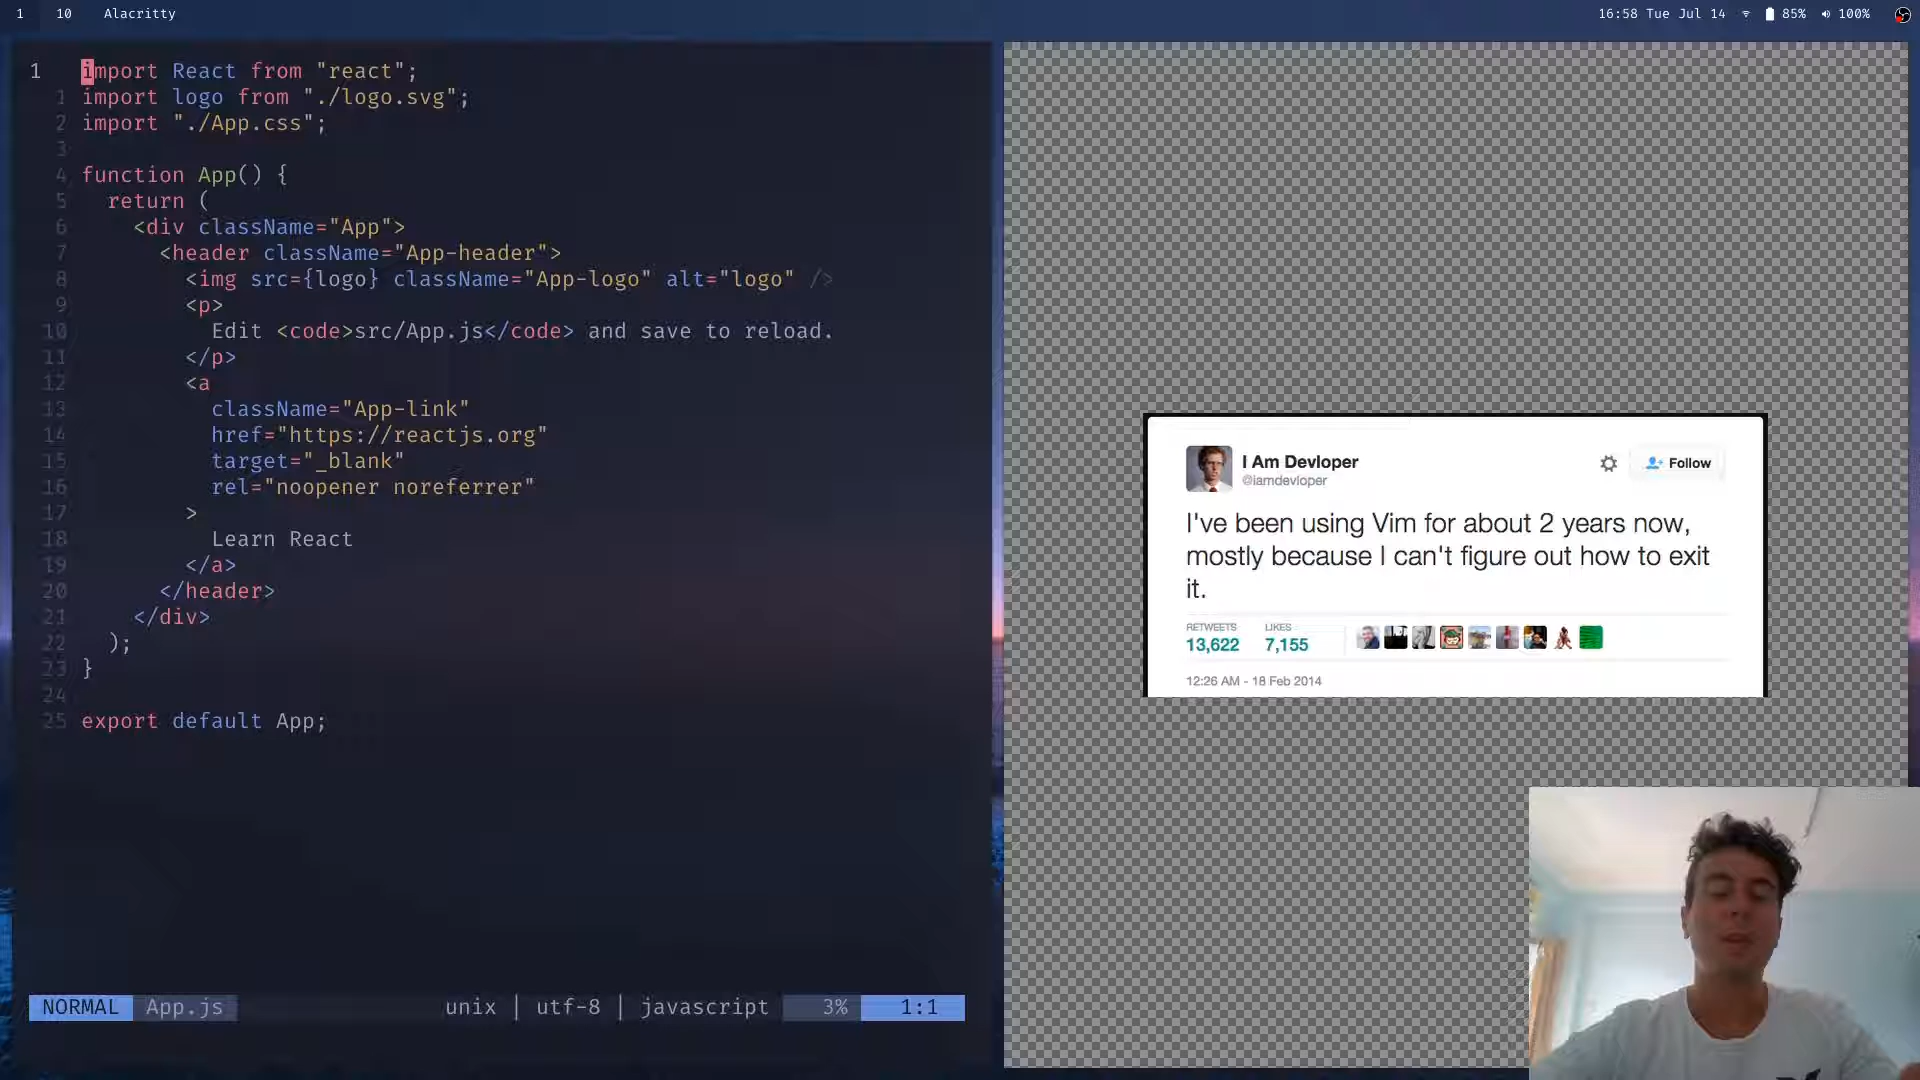 1 10 Alacritty 16:58 Tue Jul 14 85% 100%
1 import React from "react";
1 import logo from "./logo.svg";
2 import "./App.css";
3
4 function App() {
5 return (
6 <div className="App">
7 <header className="App-header">
8 <img src={logo} className="App-logo" alt="logo" />
9 <p>
10 Edit <code>src/App.js</code> and save to reload.
11 </p>
12 <a
13 className="App-link"
14 href="https://reactjs.org"
15 target="_blank"
16 rel="noopener noreferrer"
17 >
18 Learn React
19 </a>
20 </header>
21 </div>
22 );
23 }
24
25 export default App;
NORMAL App.js unix | utf-8 | javascript 3% 1:1
I Am Devloper
@iamdevloper
Follow
I've been using Vim for about 2 years now,
mostly because I can't figure out how to exit
it.
RETWEETS LIKES
13,622 7,155
12:26 AM - 18 Feb 2014